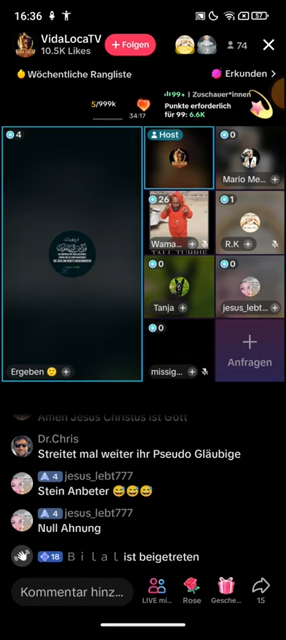 16:36
57
VidaLocaTV
10.5K Likes
+ Folgen
74
Wöchentliche Rangliste
Erkunden >
5/999k
34:17
99+ | Zuschauer*innen
Punkte erforderlich
für 99: 6.6K
4
Host
0
Mario Me...
26
Wama...
1
R.K
0
Tanja
0
jesus_lebt...
Ergeben 🙂
0
missig...
Anfragen
Amen Jesus Christus ist Gott
Dr.Chris
Streitet mal weiter ihr Pseudo Gläubige
4 jesus_lebt777
Stein Anbeter 😅😅😅
4 jesus_lebt777
Null Ahnung
18 B i l a l ist beigetreten
Kommentar hinz...
LIVE mi...
Rose
Gesche...
15